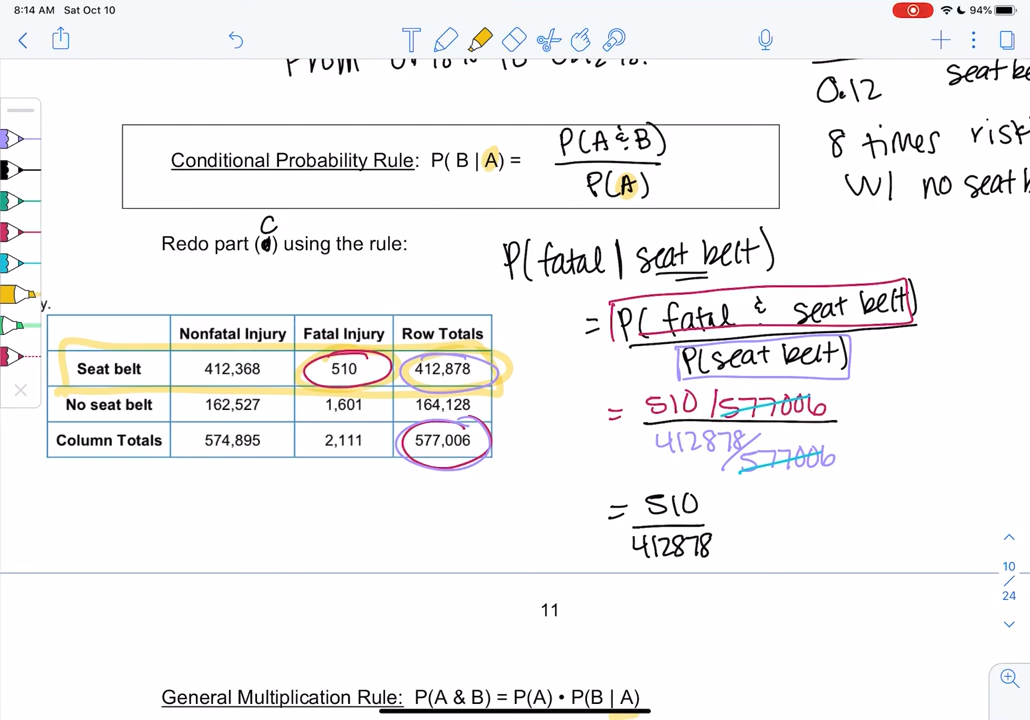 8:14 AM Sat Oct 10
94%
0.12
seat be
8 times risk
W/ no seat b
Conditional Probability Rule: P( B | A) = P(A & B)
P(A)
C
Redo part (d) using the rule:
P(fatal | seat belt)
= P( fatal & seat belt)
P(seat belt)
= 510 / 577006
412878/577006
= 510
412878
y.
Nonfatal Injury Fatal Injury Row Totals
Seat belt 412,368 510 412,878
No seat belt 162,527 1,601 164,128
Column Totals 574,895 2,111 577,006
10
24
11
General Multiplication Rule: P(A & B) = P(A) • P(B | A)